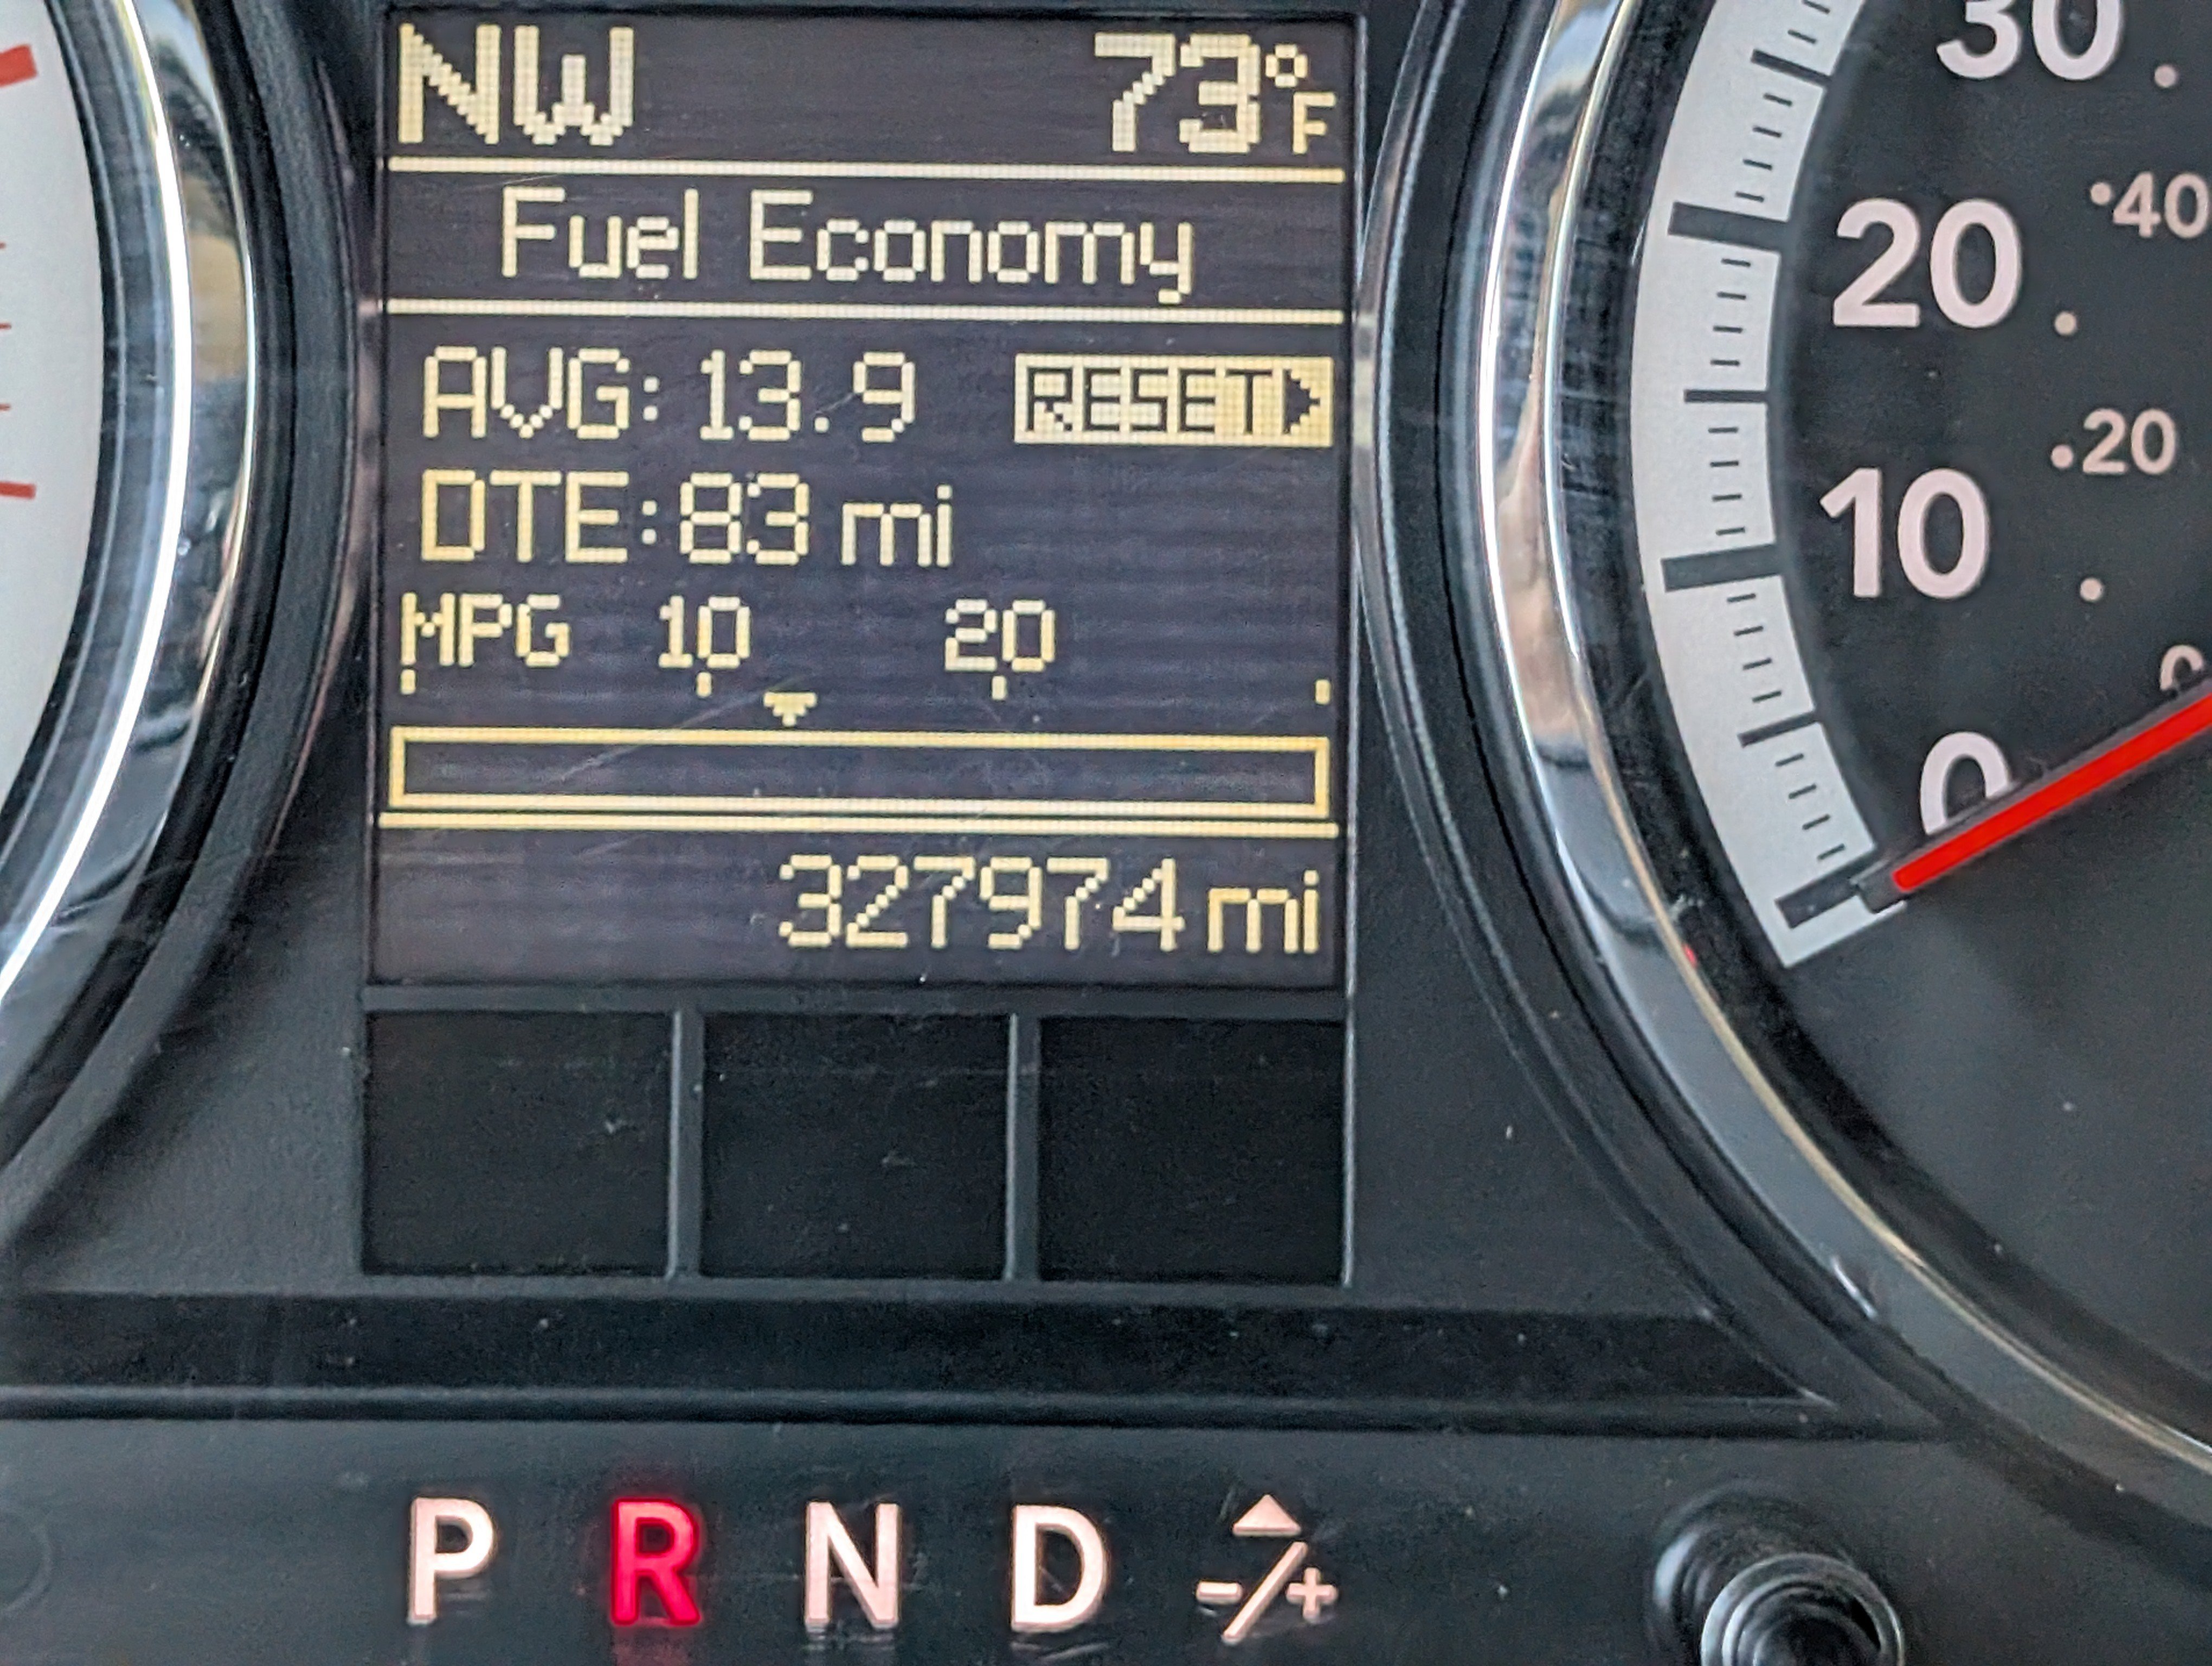 NW 73°F
Fuel Economy
AVG: 13.9 RESET
DTE: 83 mi
MPG 10 20
327974 mi
30
20
10
0
40
20
0
P R N D -/+